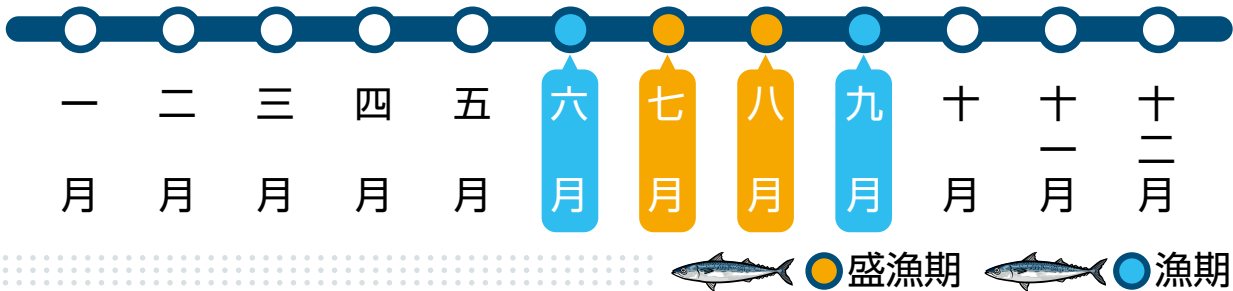 一月
二月
三月
四月
五月
六月
七月
八月
九月
十月
十一月
十二月
盛漁期
漁期